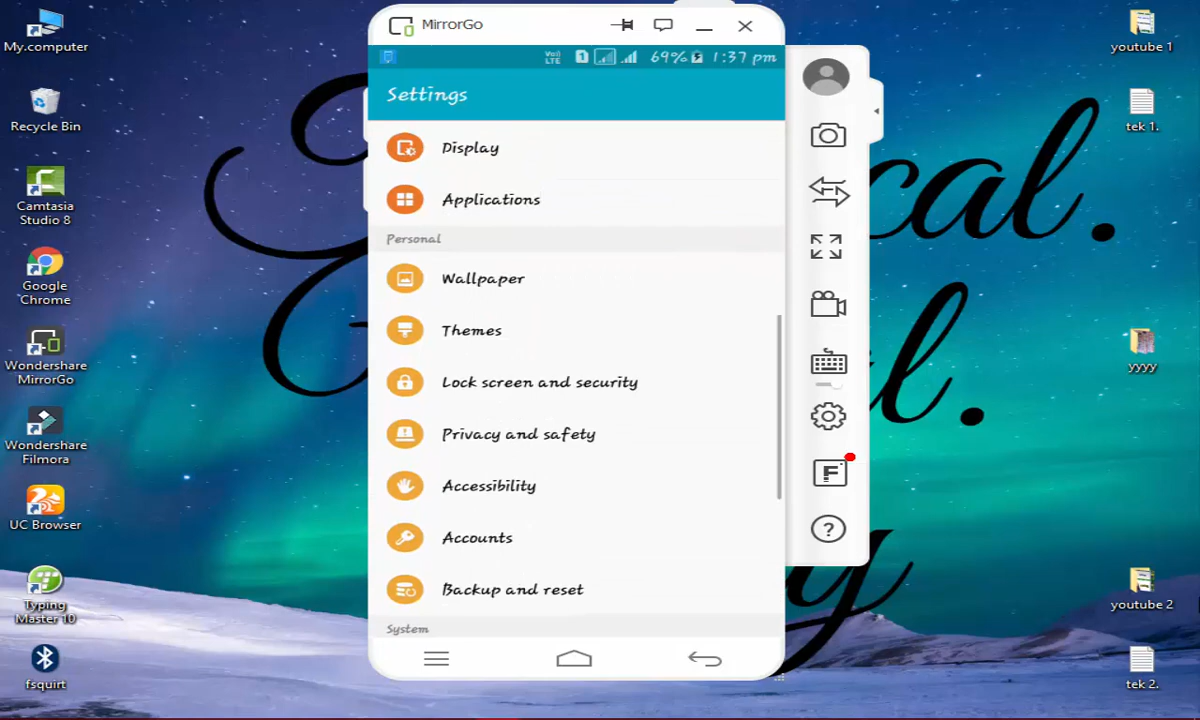 My.computer
Recycle Bin
Camtasia
Studio 8
Google
Chrome
Wondershare
MirrorGo
Wondershare
Filmora
UC Browser
Typing
Master 10
fsquirt
MirrorGo
VoLTE 1 69% 1:37 pm
Settings
Display
Applications
Personal
Wallpaper
Themes
Lock screen and security
Privacy and safety
Accessibility
Accounts
Backup and reset
System
F
?
youtube 1
tek 1.
yyyy
youtube 2
tek 2.